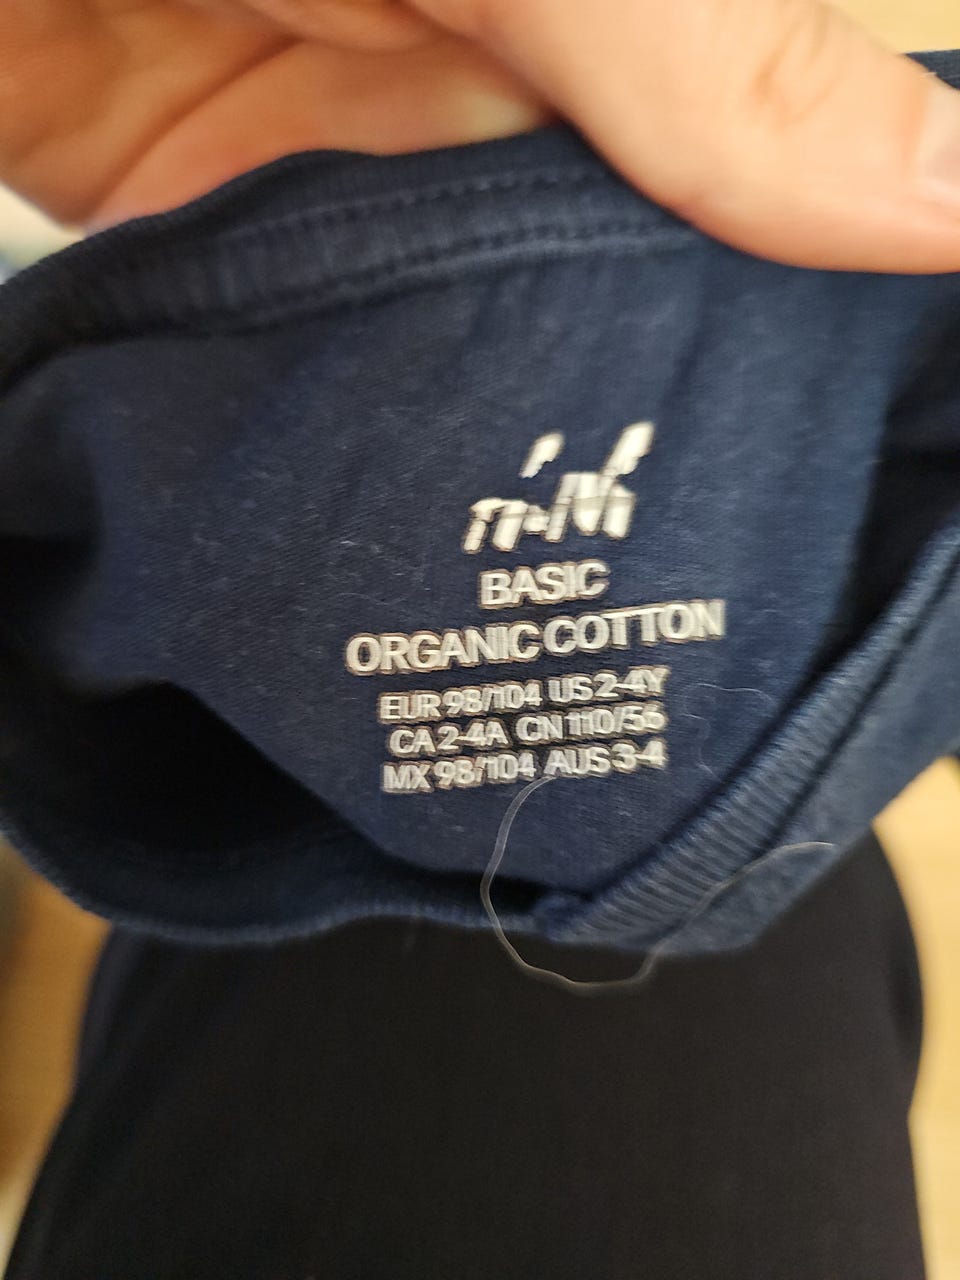 H&M
BASIC
ORGANIC COTTON
EUR 98/104 US 2-4Y
CA 2-4A CN 110/56
MX 98/104 AUS 3-4